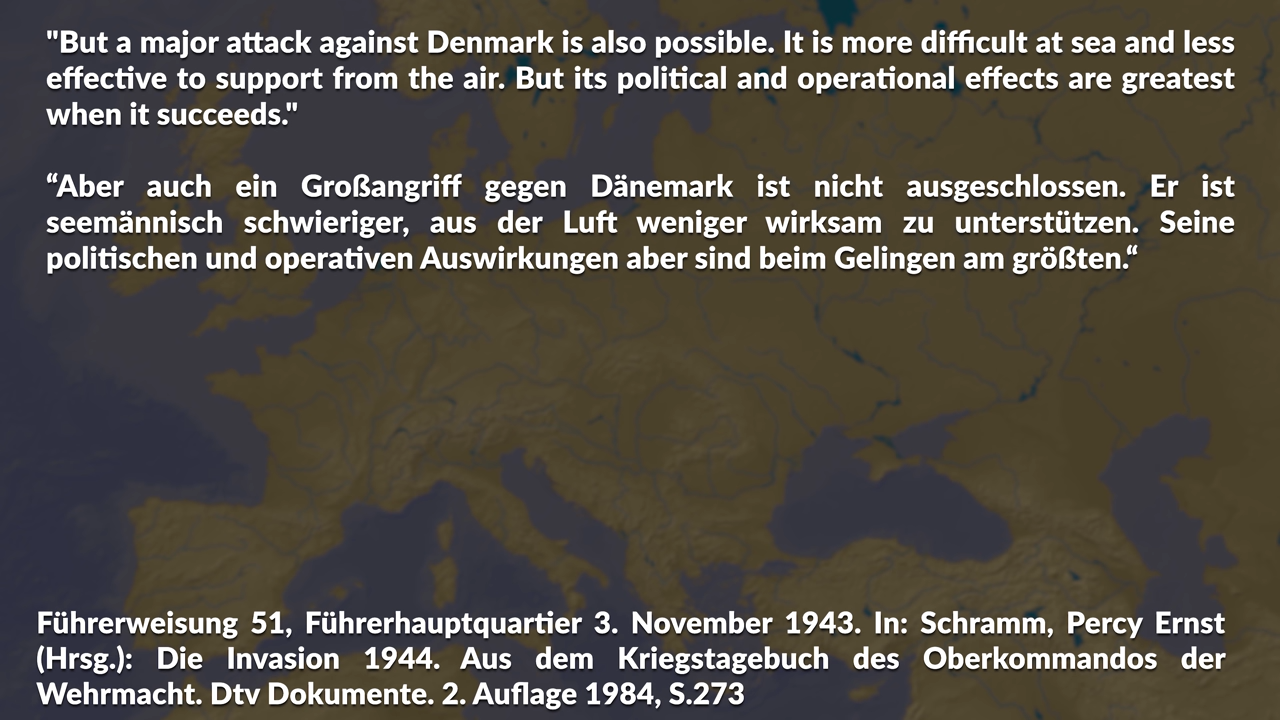 "But a major attack against Denmark is also possible. It is more difficult at sea and less
effective to support from the air. But its political and operational effects are greatest
when it succeeds."
“Aber auch ein Großangriff gegen Dänemark ist nicht ausgeschlossen. Er ist
seemännisch schwieriger, aus der Luft weniger wirksam zu unterstützen. Seine
politischen und operativen Auswirkungen aber sind beim Gelingen am größten.“
Führerweisung 51, Führerhauptquartier 3. November 1943. In: Schramm, Percy Ernst
(Hrsg.): Die Invasion 1944. Aus dem Kriegstagebuch des Oberkommandos der
Wehrmacht. Dtv Dokumente. 2. Auflage 1984, S.273